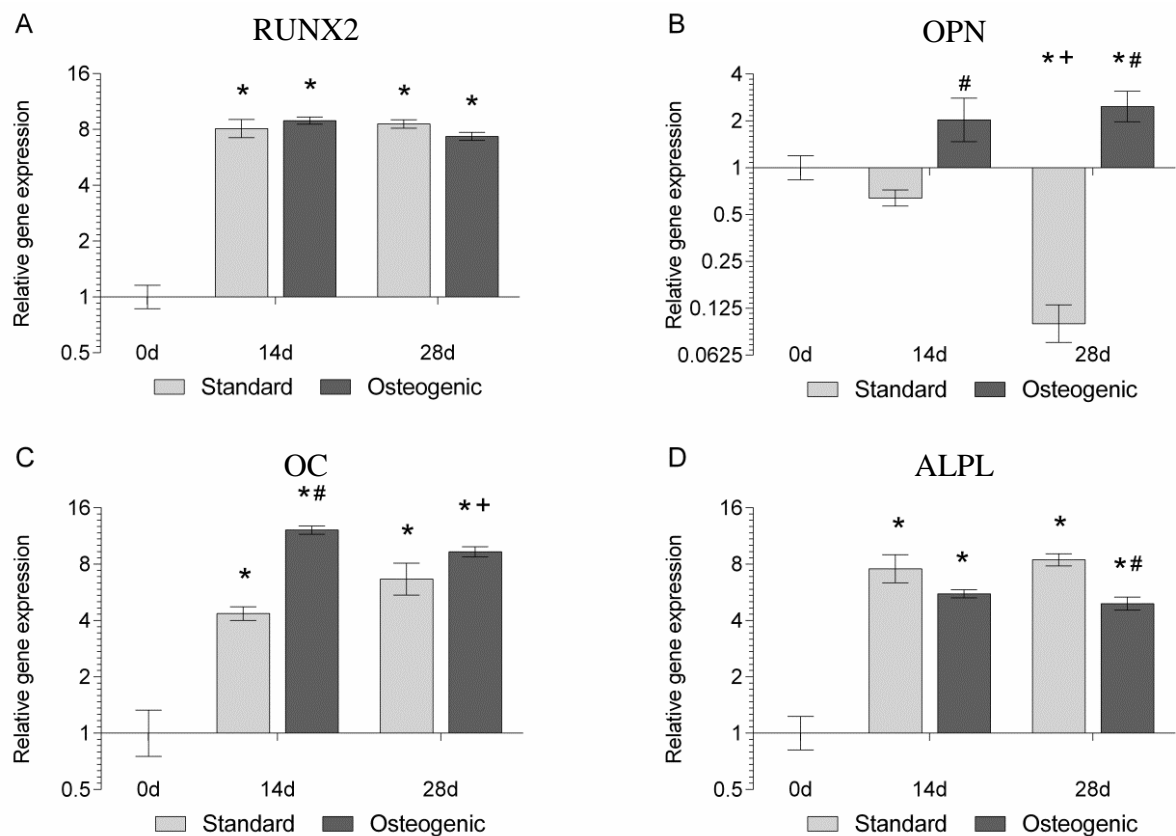 A
RUNX2
Relative gene expression
16
* * * *
8
4
2
1
0.5
0d 14d 28d
Standard Osteogenic
B
OPN
Relative gene expression
* + * #
4
#
2
1
0.5
0.25
0.125
0.0625
0d 14d 28d
Standard Osteogenic
C
OC
Relative gene expression
* #
16
* * +
8
*
4
2
1
0.5
0d 14d 28d
Standard Osteogenic
D
ALPL
Relative gene expression
16
* *
8
* * #
4
2
1
0.5
0d 14d 28d
Standard Osteogenic